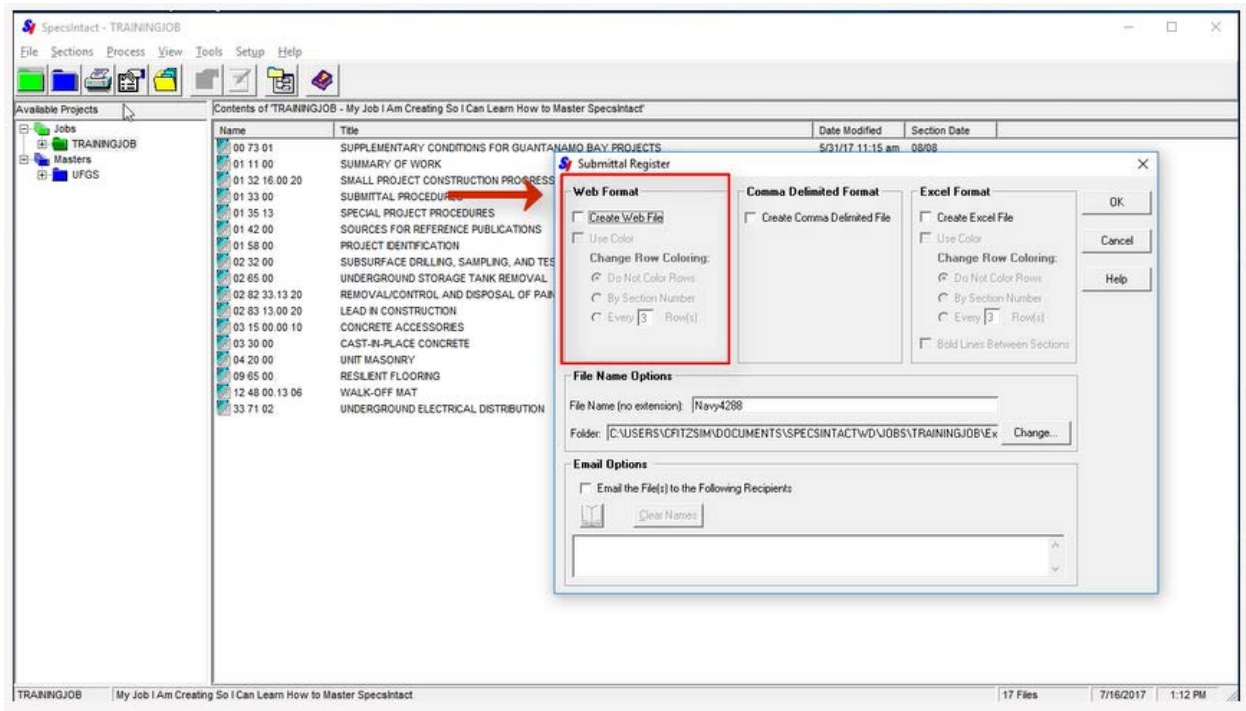 SpecsIntact - TRAININGJOB
File Sections Process View Tools Setup Help
Available Projects
Contents of 'TRAININGJOB - My Job I Am Creating So I Can Learn How to Master SpecsIntact'
Jobs
TRAININGJOB
Masters
UFGS
Name Title Date Modified Section Date
00 73 01 SUPPLEMENTARY CONDITIONS FOR GUANTANAMO BAY PROJECTS 5/31/17 11:15 am 08/08
01 11 00 SUMMARY OF WORK
01 32 16.00 20 SMALL PROJECT CONSTRUCTION PROGRESS
01 33 00 SUBMITTAL PROCEDURES
01 35 13 SPECIAL PROJECT PROCEDURES
01 42 00 SOURCES FOR REFERENCE PUBLICATIONS
01 58 00 PROJECT IDENTIFICATION
02 32 00 SUBSURFACE DRILLING, SAMPLING, AND TES
02 65 00 UNDERGROUND STORAGE TANK REMOVAL
02 82 33.13 20 REMOVAL/CONTROL AND DISPOSAL OF PAIN
02 83 13.00 20 LEAD IN CONSTRUCTION
03 15 00.00 10 CONCRETE ACCESSORIES
03 30 00 CAST-IN-PLACE CONCRETE
04 20 00 UNIT MASONRY
09 65 00 RESILIENT FLOORING
12 48 00.13 06 WALK-OFF MAT
33 71 02 UNDERGROUND ELECTRICAL DISTRIBUTION
Submittal Register
Web Format
Create Web File
Use Color
Change Row Coloring:
Do Not Color Rows
By Section Number
Every 3 Row(s)
Comma Delimited Format
Create Comma Delimited File
Excel Format
Create Excel File
Use Color
Change Row Coloring:
Do Not Color Rows
By Section Number
Every 3 Row(s)
Bold Lines Between Sections
OK
Cancel
Help
File Name Options
File Name (no extension): Navy4288
Folder: C:\USERS\CFITZSIM\DOCUMENTS\SPECSINTACTWD\JOBS\TRAININGJOB\Ex Change...
Email Options
Email the File(s) to the Following Recipients
Clear Names
TRAININGJOB My Job I Am Creating So I Can Learn How to Master SpecsIntact 17 Files 7/16/2017 1:12 PM